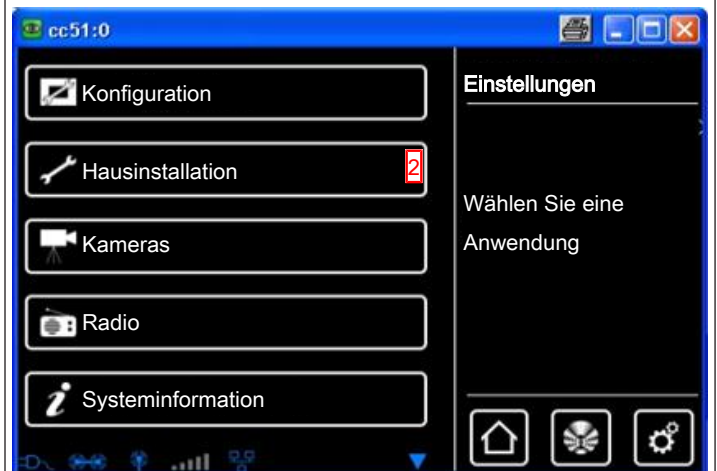 cc51:0
Konfiguration
Hausinstallation 2
Kameras
Radio
Systeminformation
Einstellungen
Wählen Sie eine
Anwendung